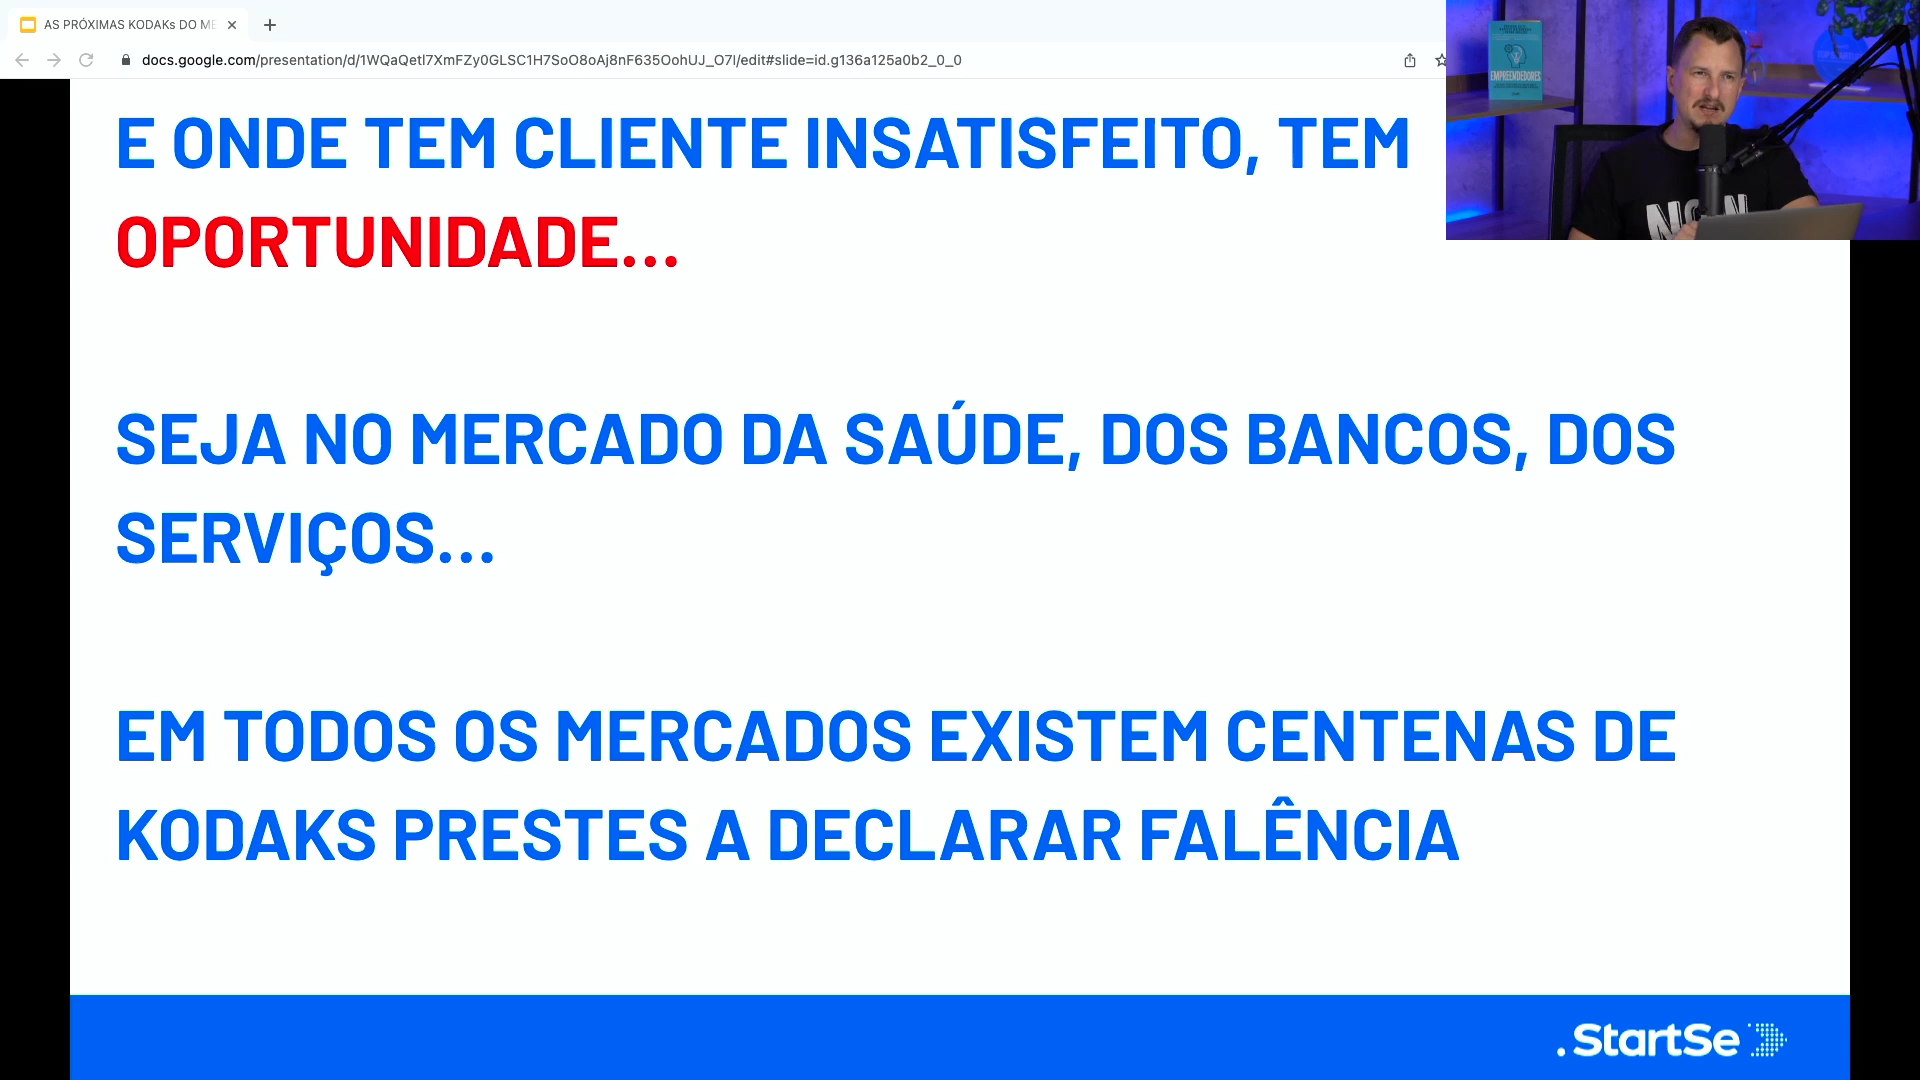 AS PRÓXIMAS KODAKs DO ME
docs.google.com/presentation/d/1WQaQetl7XmFZy0GLSC1H7SoO8oAj8nF635OohUJ_O7I/edit#slide=id.g136a125a0b2_0_0
EMPREENDEDORES
E ONDE TEM CLIENTE INSATISFEITO, TEM
OPORTUNIDADE...
SEJA NO MERCADO DA SAÚDE, DOS BANCOS, DOS
SERVIÇOS...
EM TODOS OS MERCADOS EXISTEM CENTENAS DE
KODAKS PRESTES A DECLARAR FALÊNCIA
.StartSe